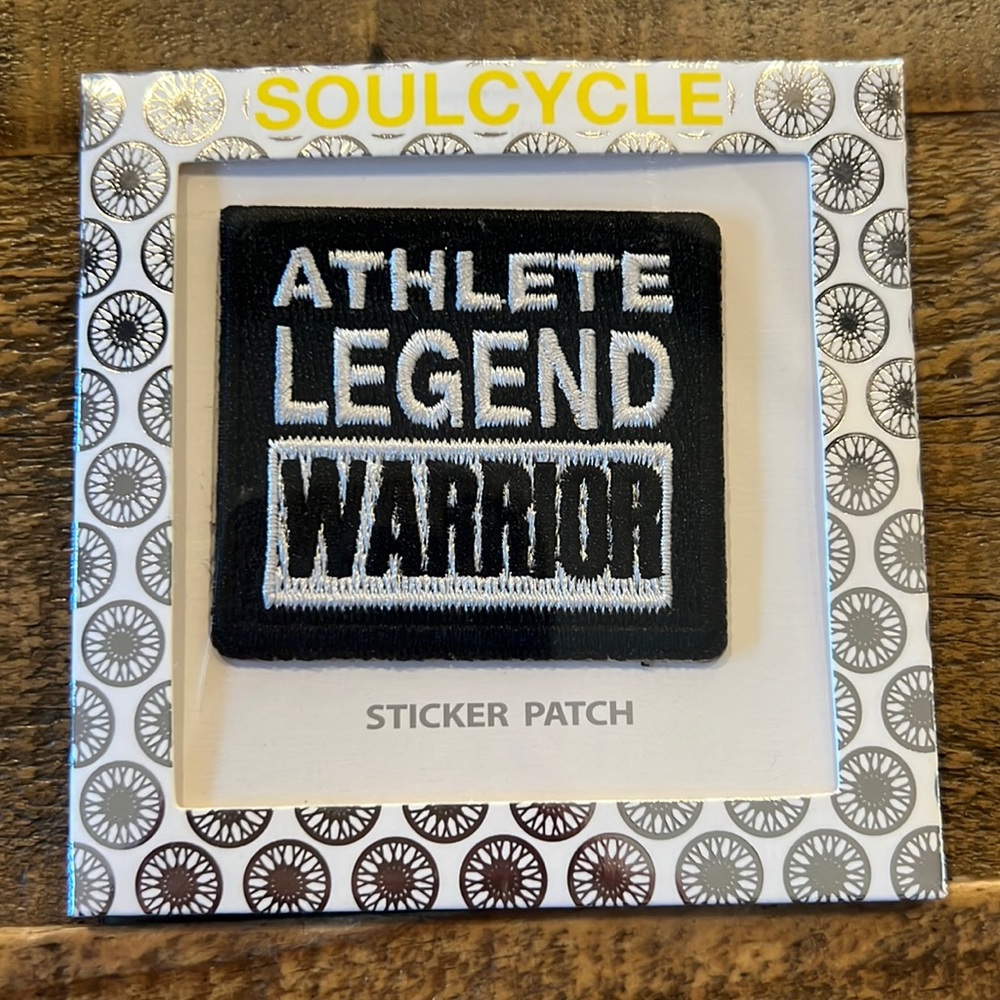 SOULCYCLE
ATHLETE
LEGEND
WARRIOR
STICKER PATCH